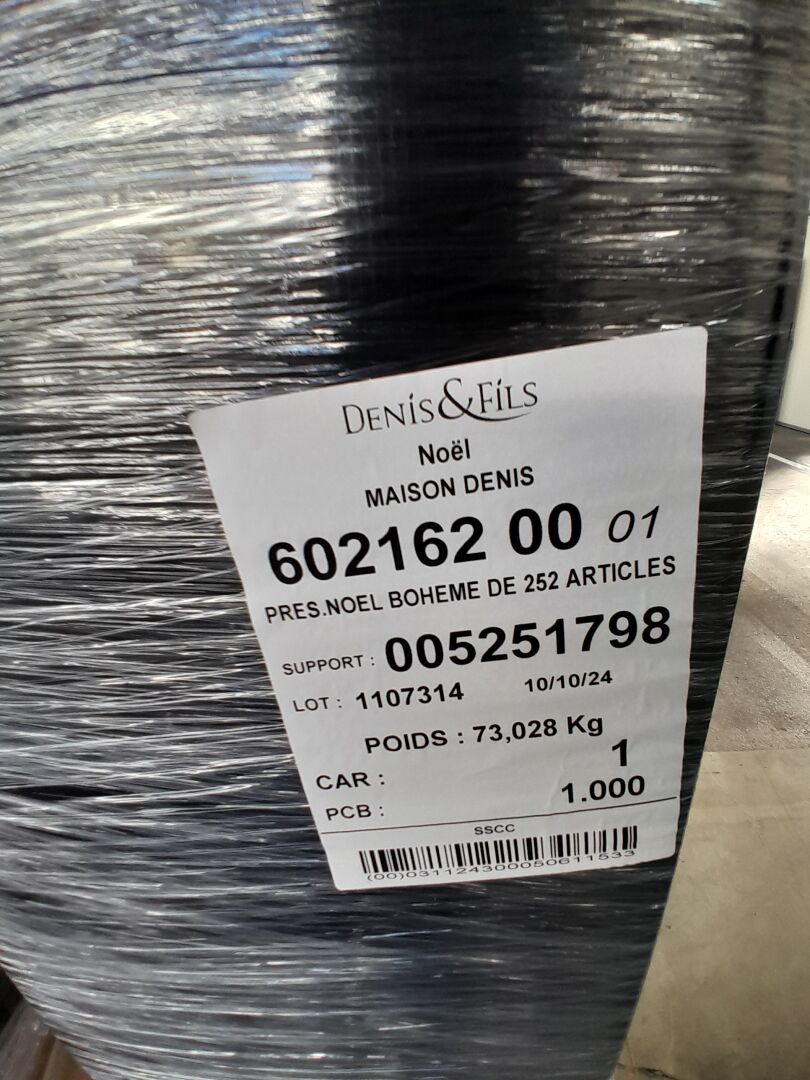 DENiS&FiLS
Noël
MAISON DENIS
602162 00 01
PRES.NOEL BOHEME DE 252 ARTICLES
SUPPORT : 005251798
LOT : 1107314 10/10/24
POIDS : 73,028 Kg
CAR : 1
PCB : 1.000
SSCC
(00)031124300050611533